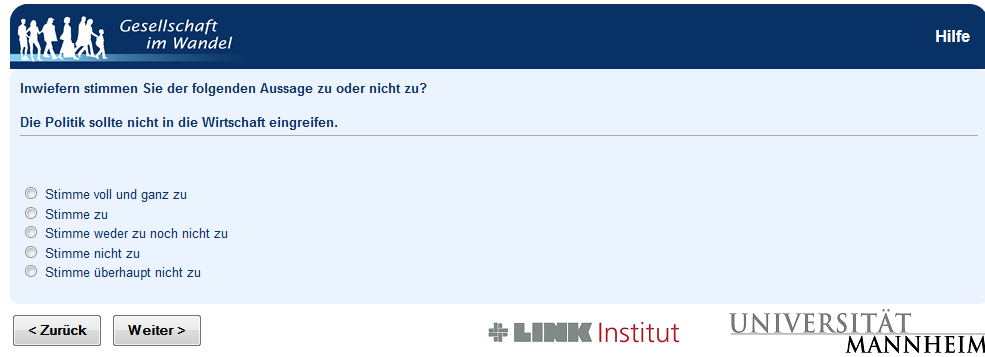 Gesellschaft
im Wandel
Hilfe
Inwiefern stimmen Sie der folgenden Aussage zu oder nicht zu?
Die Politik sollte nicht in die Wirtschaft eingreifen.
Stimme voll und ganz zu
Stimme zu
Stimme weder zu noch nicht zu
Stimme nicht zu
Stimme überhaupt nicht zu
< Zurück
Weiter >
LINK Institut
UNIVERSITÄT
MANNHEIM